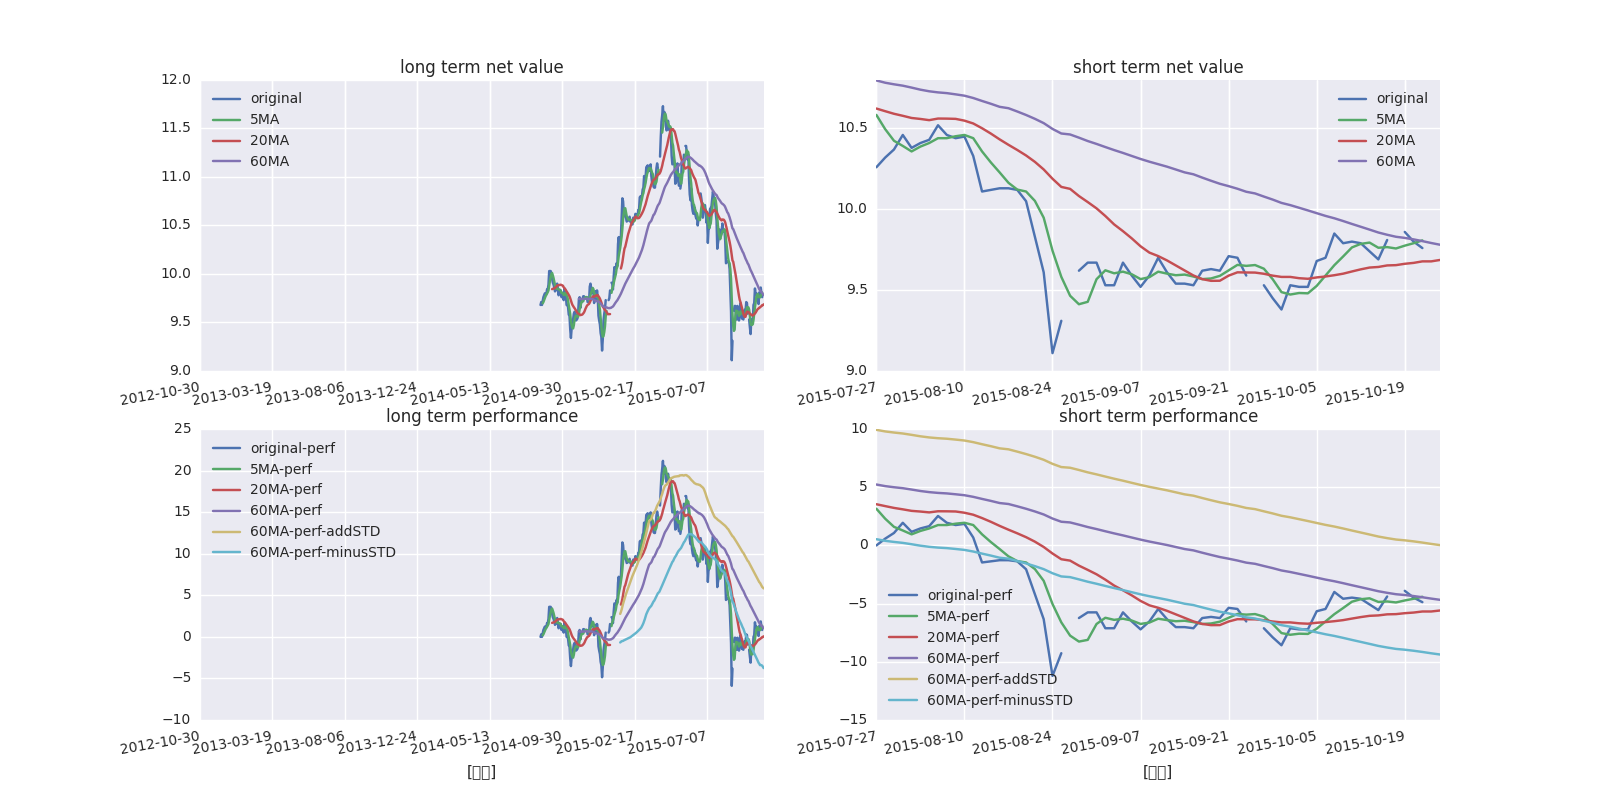 long term net value
12.0
11.5
11.0
10.5
10.0
9.5
9.0
original
5MA
20MA
60MA
2012-10-30
2013-03-19
2013-08-06
2013-12-24
2014-05-13
2014-09-30
2015-02-17
2015-07-07
short term net value
10.5
10.0
9.5
9.0
original
5MA
20MA
60MA
2015-07-27
2015-08-10
2015-08-24
2015-09-07
2015-09-21
2015-10-05
2015-10-19
long term performance
25
20
15
10
5
0
−5
−10
original-perf
5MA-perf
20MA-perf
60MA-perf
60MA-perf-addSTD
60MA-perf-minusSTD
2012-10-30
2013-03-19
2013-08-06
2013-12-24
2014-05-13
2014-09-30
2015-02-17
2015-07-07
short term performance
10
5
0
−5
−10
−15
original-perf
5MA-perf
20MA-perf
60MA-perf
60MA-perf-addSTD
60MA-perf-minusSTD
2015-07-27
2015-08-10
2015-08-24
2015-09-07
2015-09-21
2015-10-05
2015-10-19